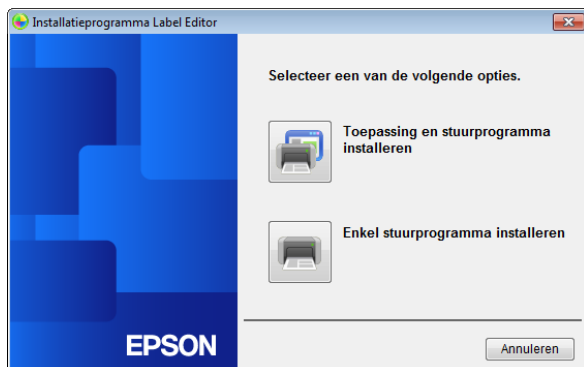 Installatieprogramma Label Editor
Selecteer een van de volgende opties.
Toepassing en stuurprogramma
installeren
Enkel stuurprogramma installeren
EPSON
Annuleren